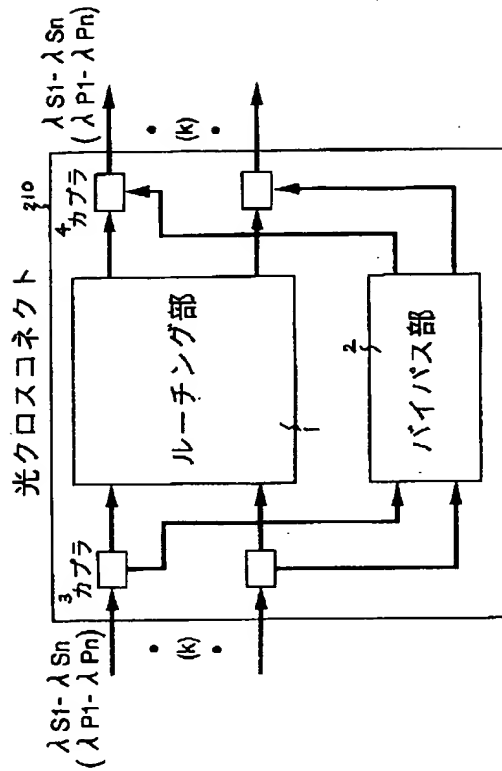 光クロスコネクト
210
λS1-λSn
(λP1-λPn)
3
カプラ
4
カプラ
λS1-λSn
(λP1-λPn)
(k)
(k)
ルーチング部
1
バイパス部
2